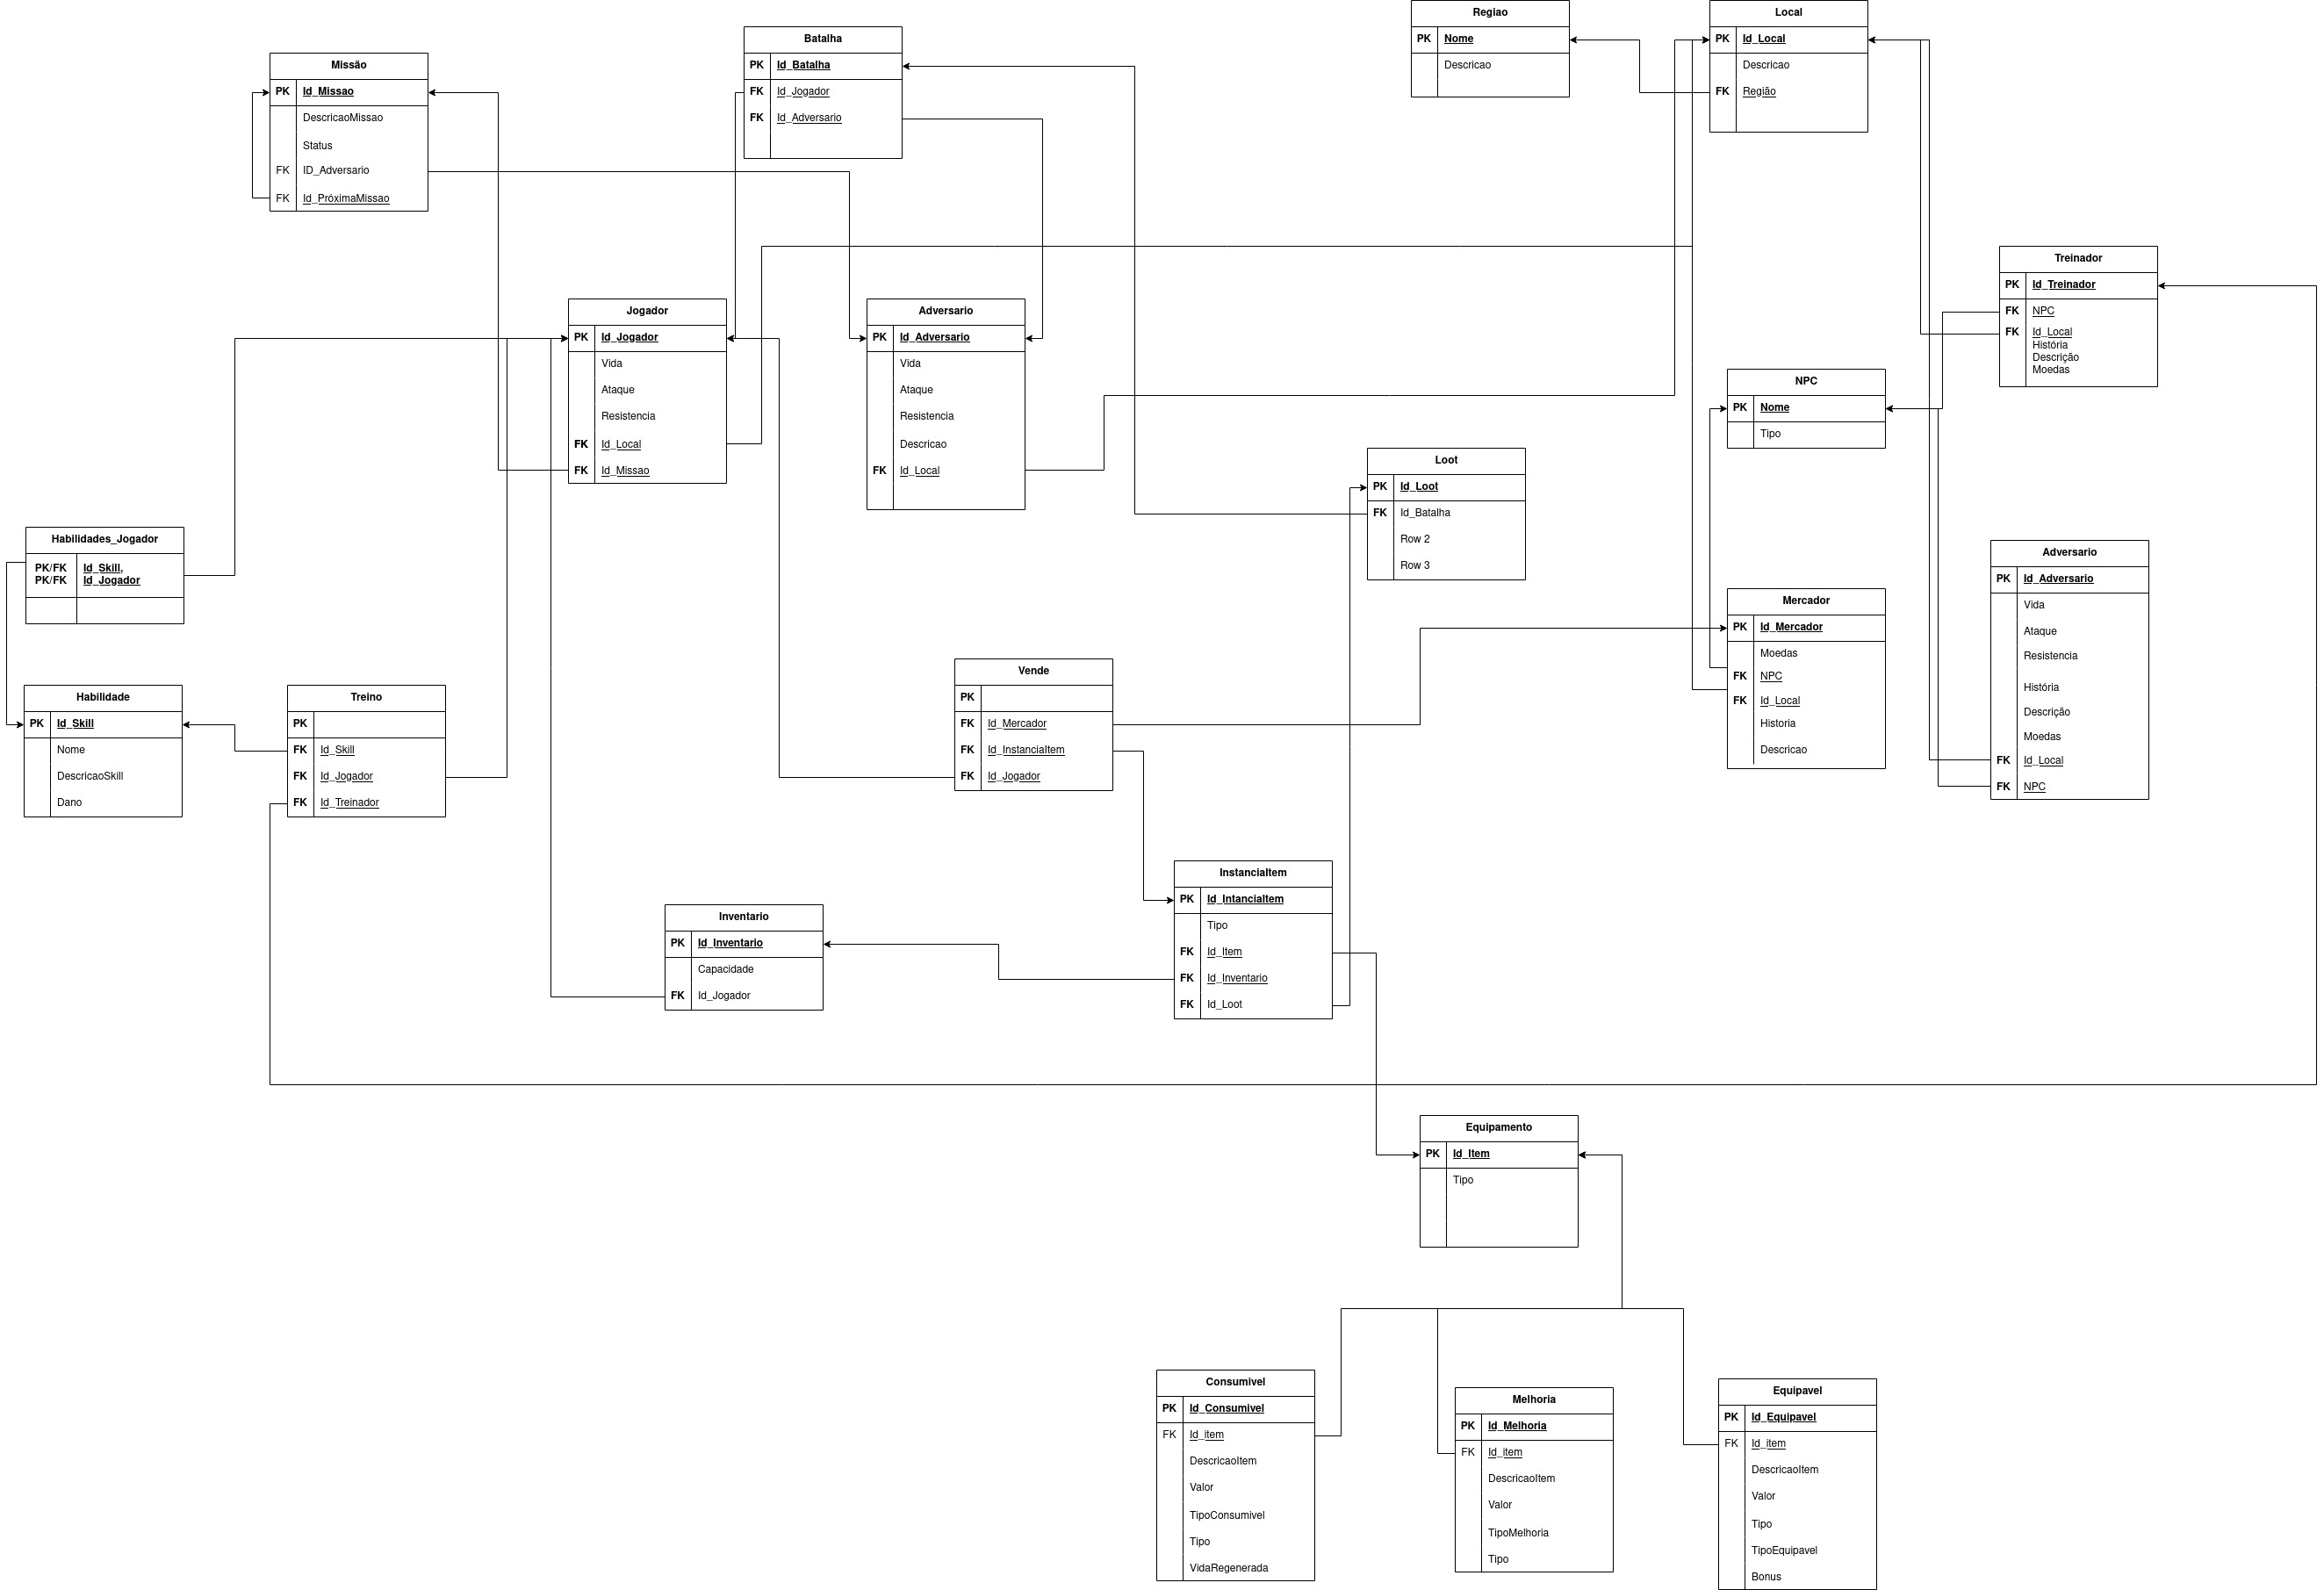 Regiao
PK Nome
Descricao
Local
PK Id_Local
Descricao
FK Região
Batalha
PK Id_Batalha
FK Id_Jogador
FK Id_Adversario
Missão
PK Id_Missao
DescricaoMissao
Status
FK ID_Adversario
FK Id_PróximaMissao
Treinador
PK Id_Treinador
FK NPC
FK Id_Local
História
Descrição
Moedas
Jogador
PK Id_Jogador
Vida
Ataque
Resistencia
FK Id_Local
FK Id_Missao
Adversario
PK Id_Adversario
Vida
Ataque
Resistencia
Descricao
FK Id_Local
NPC
PK Nome
Tipo
Loot
PK Id_Loot
FK Id_Batalha
Row 2
Row 3
Habilidades_Jogador
PK/FK Id_Skill,
PK/FK Id_Jogador
Adversario
PK Id_Adversario
Vida
Ataque
Resistencia
História
Descrição
Moedas
FK Id_Local
FK NPC
Mercador
PK Id_Mercador
Moedas
FK NPC
FK Id_Local
Historia
Descricao
Vende
PK
FK Id_Mercador
FK Id_InstanciaItem
FK Id_Jogador
Habilidade
PK Id_Skill
Nome
DescricaoSkill
Dano
Treino
PK
FK Id_Skill
FK Id_Jogador
FK Id_Treinador
InstanciaItem
PK Id_IntanciaItem
Tipo
FK Id_Item
FK Id_Inventario
FK Id_Loot
Inventario
PK Id_Inventario
Capacidade
FK Id_Jogador
Equipamento
PK Id_Item
Tipo
Consumivel
PK Id_Consumivel
FK Id_item
DescricaoItem
Valor
TipoConsumivel
Tipo
VidaRegenerada
Melhoria
PK Id_Melhoria
FK Id_item
DescricaoItem
Valor
TipoMelhoria
Tipo
Equipavel
PK Id_Equipavel
FK Id_item
DescricaoItem
Valor
Tipo
TipoEquipavel
Bonus